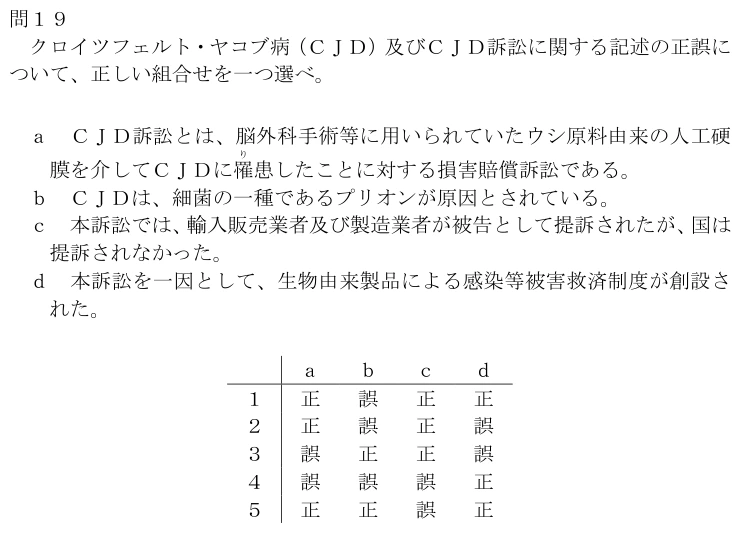 問１９
クロイツフェルト・ヤコブ病（ＣＪＤ）及びＣＪＤ訴訟に関する記述の正誤に
ついて、正しい組合せを一つ選べ。
ａ　ＣＪＤ訴訟とは、脳外科手術等に用いられていたウシ原料由来の人工硬
り
膜を介してＣＪＤに罹患したことに対する損害賠償訴訟である。
ｂ　ＣＪＤは、細菌の一種であるプリオンが原因とされている。
ｃ　本訴訟では、輸入販売業者及び製造業者が被告として提訴されたが、国は
提訴されなかった。
ｄ　本訴訟を一因として、生物由来製品による感染等被害救済制度が創設さ
れた。
ａ　ｂ　ｃ　ｄ
１　正　誤　正　正
２　正　誤　正　誤
３　誤　正　正　誤
４　誤　誤　誤　正
５　正　正　誤　正